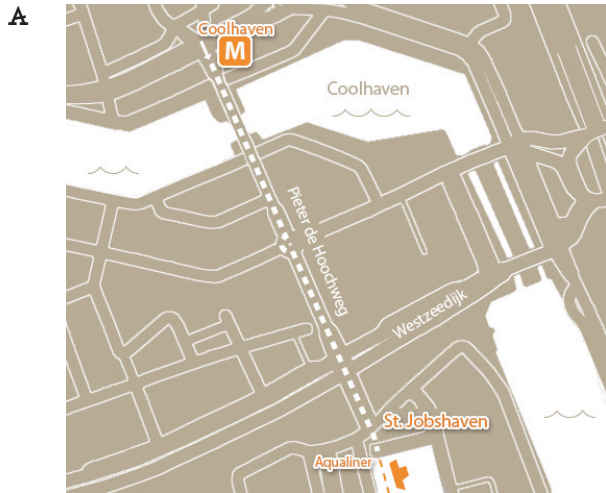 A
Coolhaven
M
Coolhaven
Pieter de Hoochweg
Westzeedijk
St. Jobshaven
Aqualiner